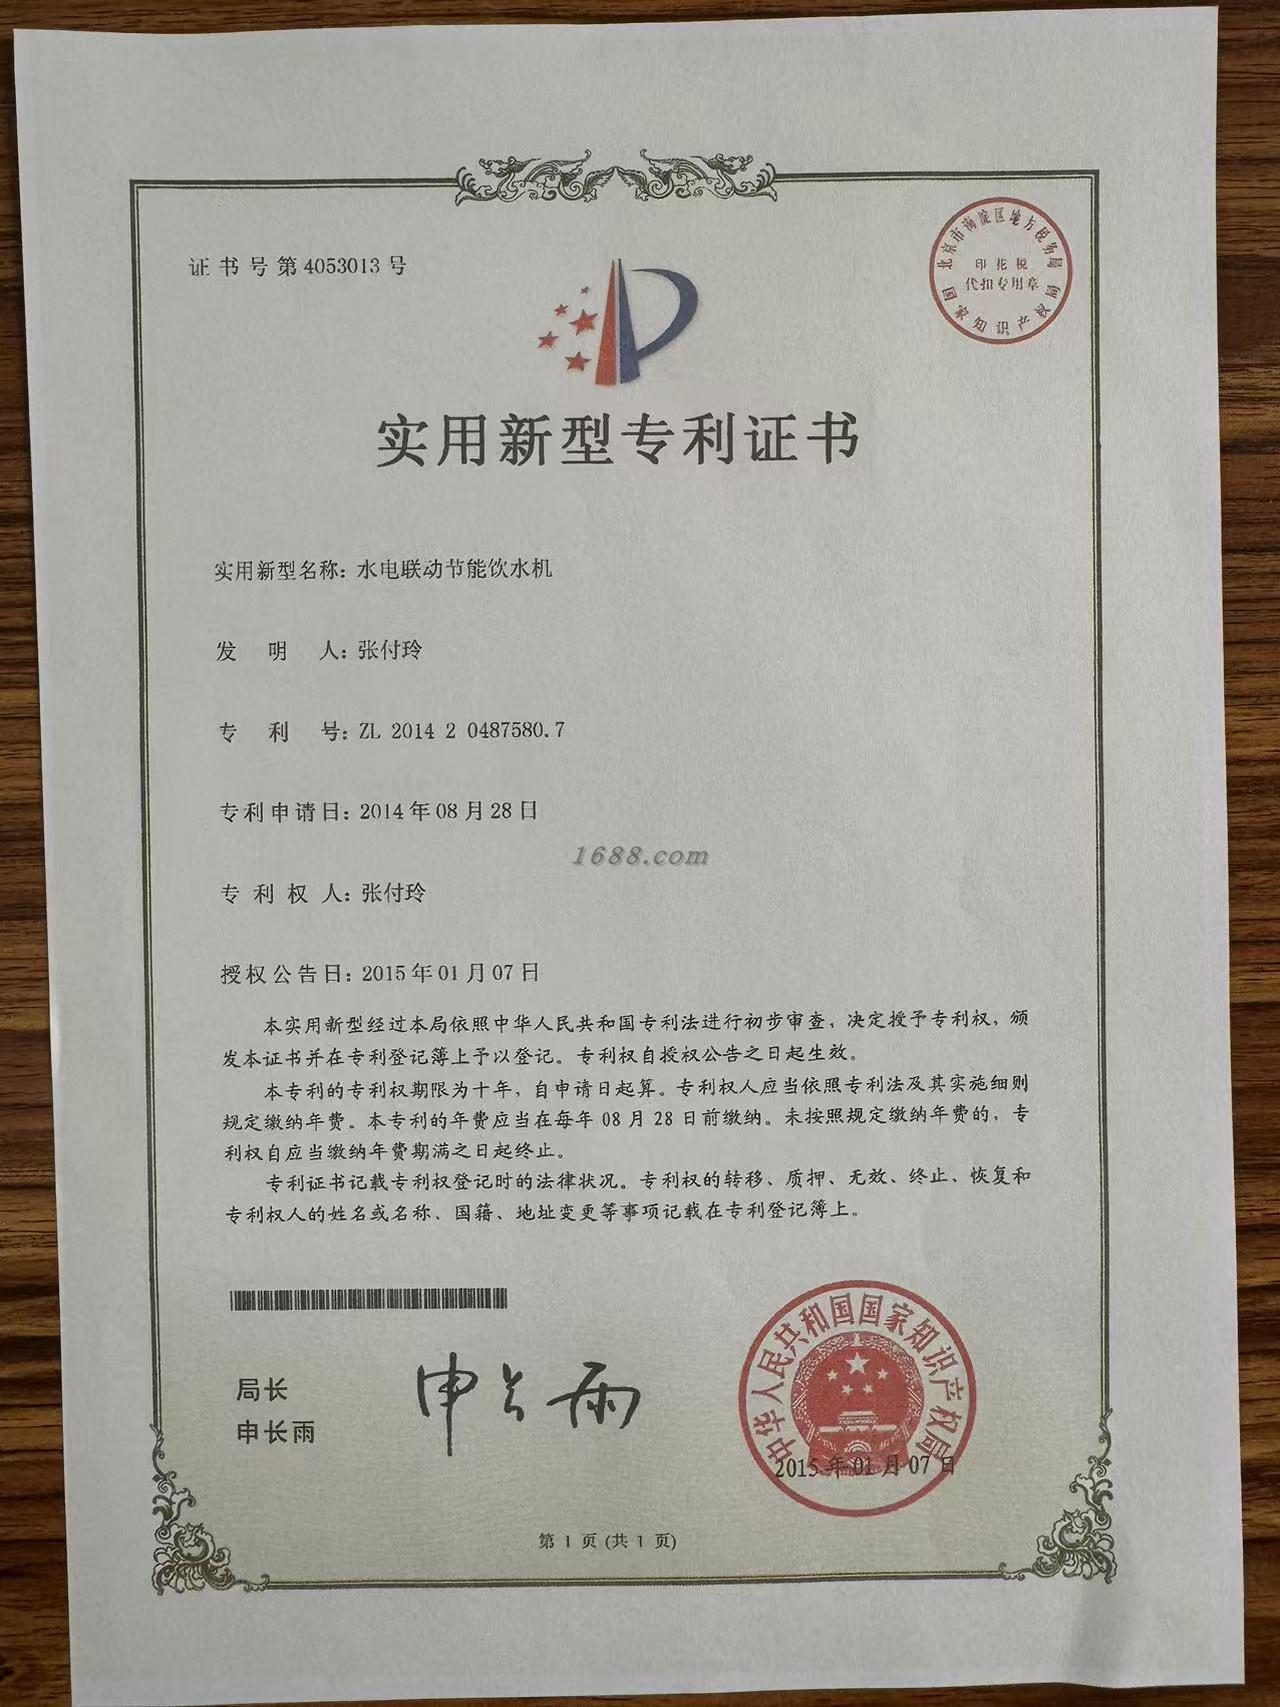 证书号第4053013号
北京市海淀区地方税务局
印花税
代扣专用章
国家知识产权局
实用新型专利证书
实用新型名称：水电联动节能饮水机
发明人：张付玲
专利号：ZL 2014 2 0487580.7
专利申请日：2014年08月28日
1688.com
专利权人：张付玲
授权公告日：2015年01月07日
本实用新型经过本局依照中华人民共和国专利法进行初步审查，决定授予专利权，颁
发本证书并在专利登记簿上予以登记。专利权自授权公告之日起生效。
本专利的专利权期限为十年，自申请日起算。专利权人应当依照专利法及其实施细则
规定缴纳年费。本专利的年费应当在每年08月28日前缴纳。未按照规定缴纳年费的，专
利权自应当缴纳年费期满之日起终止。
专利证书记载专利权登记时的法律状况。专利权的转移、质押、无效、终止、恢复和
专利权人的姓名或名称、国籍、地址变更等事项记载在专利登记簿上。
局长
申长雨
申长雨
中华人民共和国国家知识产权局
2015年01月07日
第1页(共1页)